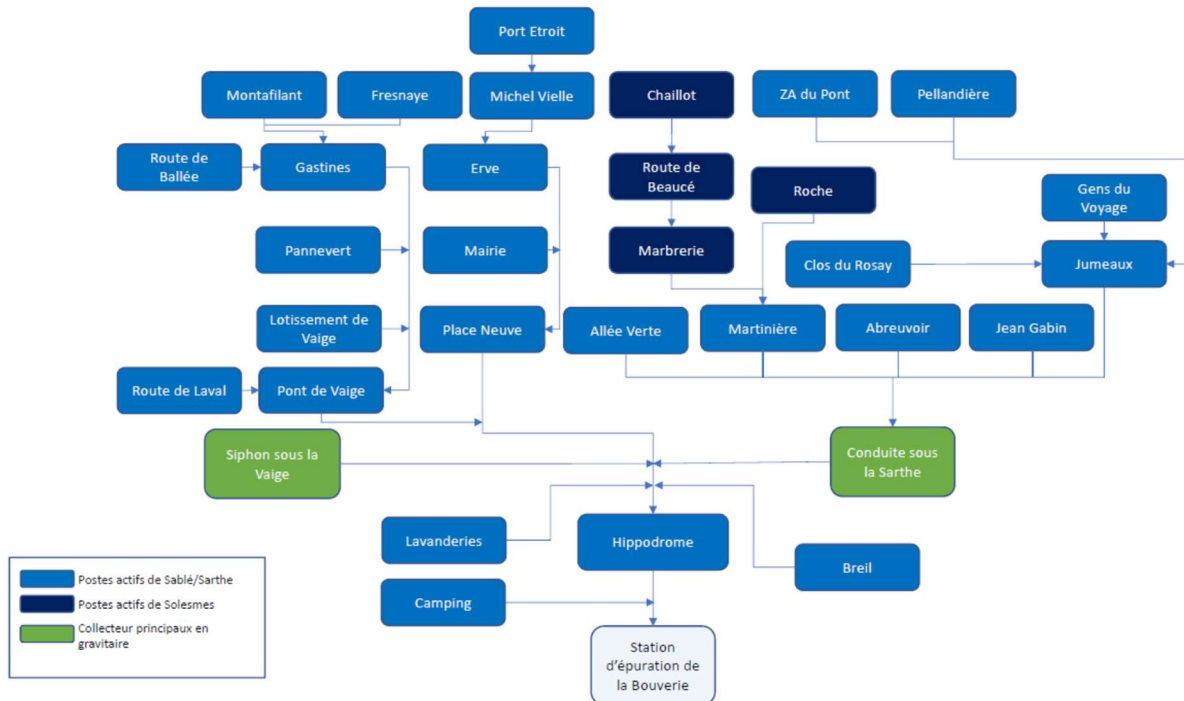 Port Etroit
Montafilant
Fresnaye
Michel Vielle
Chaillot
ZA du Pont
Pellandière
Route de
Ballée
Gastines
Erve
Route de
Beaucé
Roche
Gens du
Voyage
Pannevert
Mairie
Marbrerie
Clos du Rosay
Jumeaux
Lotissement de
Vaige
Place Neuve
Allée Verte
Martinière
Abreuvoir
Jean Gabin
Route de Laval
Pont de Vaige
Siphon sous la
Vaige
Conduite sous
la Sarthe
Lavanderies
Hippodrome
Breil
Camping
Postes actifs de Sablé/Sarthe
Postes actifs de Solesmes
Collecteur principaux en
gravitaire
Station
d'épuration de
la Bouverie